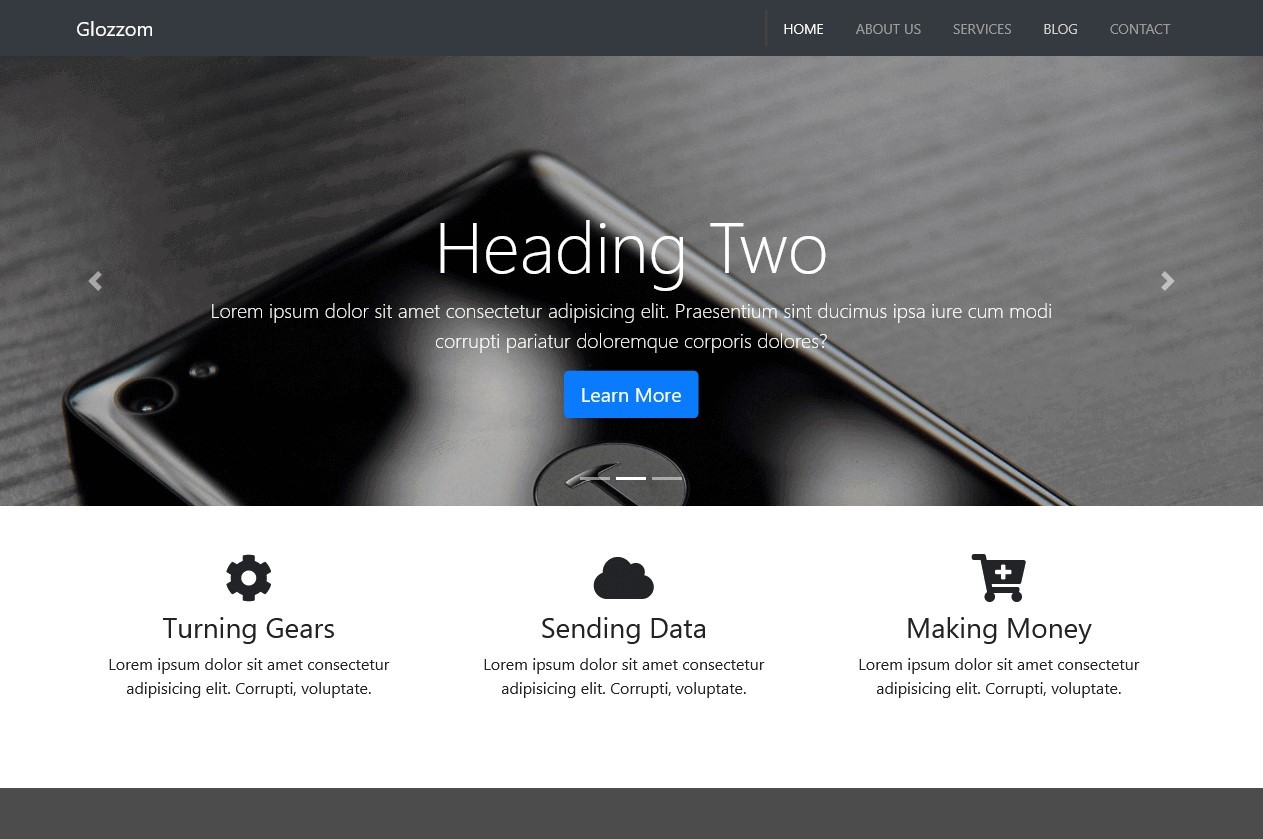 Glozzom
HOME
ABOUT US
SERVICES
BLOG
CONTACT
Heading Two
Lorem ipsum dolor sit amet consectetur adipisicing elit. Praesentium sint ducimus ipsa iure cum modi
corrupti pariatur doloremque corporis dolores?
Learn More
Turning Gears
Lorem ipsum dolor sit amet consectetur
adipisicing elit. Corrupti, voluptate.
Sending Data
Lorem ipsum dolor sit amet consectetur
adipisicing elit. Corrupti, voluptate.
Making Money
Lorem ipsum dolor sit amet consectetur
adipisicing elit. Corrupti, voluptate.